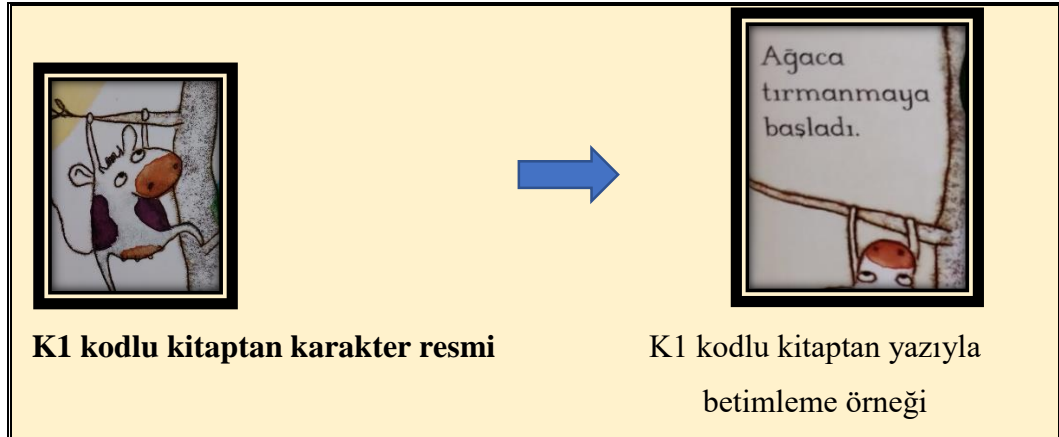 Ağaca
tırmanmaya
başladı.
K1 kodlu kitaptan karakter resmi
K1 kodlu kitaptan yazıyla
betimleme örneği